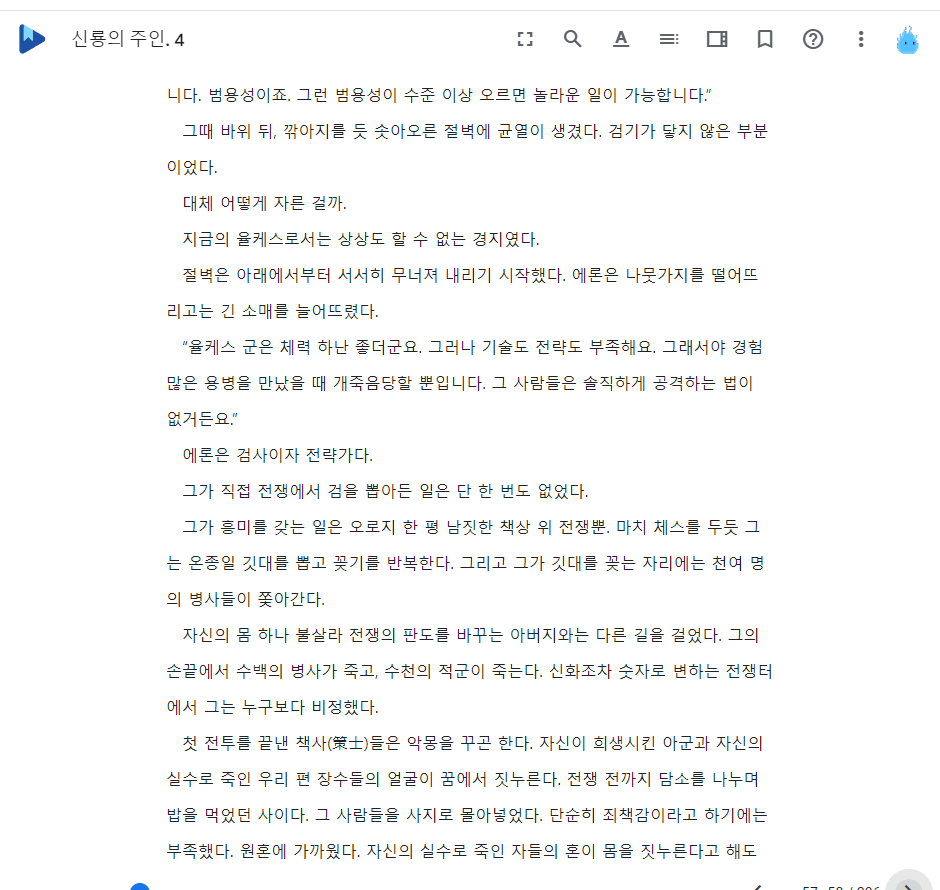 신룡의 주인. 4
니다. 범용성이죠. 그런 범용성이 수준 이상 오르면 놀라운 일이 가능합니다.”
그때 바위 뒤, 깎아지를 듯 솟아오른 절벽에 균열이 생겼다. 검기가 닿지 않은 부분
이었다.
대체 어떻게 자른 걸까.
지금의 율케스로서는 상상도 할 수 없는 경지였다.
절벽은 아래에서부터 서서히 무너져 내리기 시작했다. 에론은 나뭇가지를 떨어뜨
리고는 긴 소매를 늘어뜨렸다.
“율케스 군은 체력 하난 좋더군요. 그러나 기술도 전략도 부족해요. 그래서야 경험
많은 용병을 만났을 때 개죽음당할 뿐입니다. 그 사람들은 솔직하게 공격하는 법이
없거든요.”
에론은 검사이자 전략가다.
그가 직접 전쟁에서 검을 뽑아든 일은 단 한 번도 없었다.
그가 흥미를 갖는 일은 오로지 한 평 남짓한 책상 위 전쟁뿐. 마치 체스를 두듯 그
는 온종일 깃대를 뽑고 꽂기를 반복한다. 그리고 그가 깃대를 꽂는 자리에는 천여 명
의 병사들이 쫓아간다.
자신의 몸 하나 불살라 전쟁의 판도를 바꾸는 아버지와는 다른 길을 걸었다. 그의
손끝에서 수백의 병사가 죽고, 수천의 적군이 죽는다. 신화조차 숫자로 변하는 전쟁터
에서 그는 누구보다 비정했다.
첫 전투를 끝낸 책사(策士)들은 악몽을 꾸곤 한다. 자신이 희생시킨 아군과 자신의
실수로 죽인 우리 편 장수들의 얼굴이 꿈에서 짓누른다. 전쟁 전까지 담소를 나누며
밥을 먹었던 사이다. 그 사람들을 사지로 몰아넣었다. 단순히 죄책감이라고 하기에는
부족했다. 원혼에 가까웠다. 자신의 실수로 죽인 자들의 혼이 몸을 짓누른다고 해도